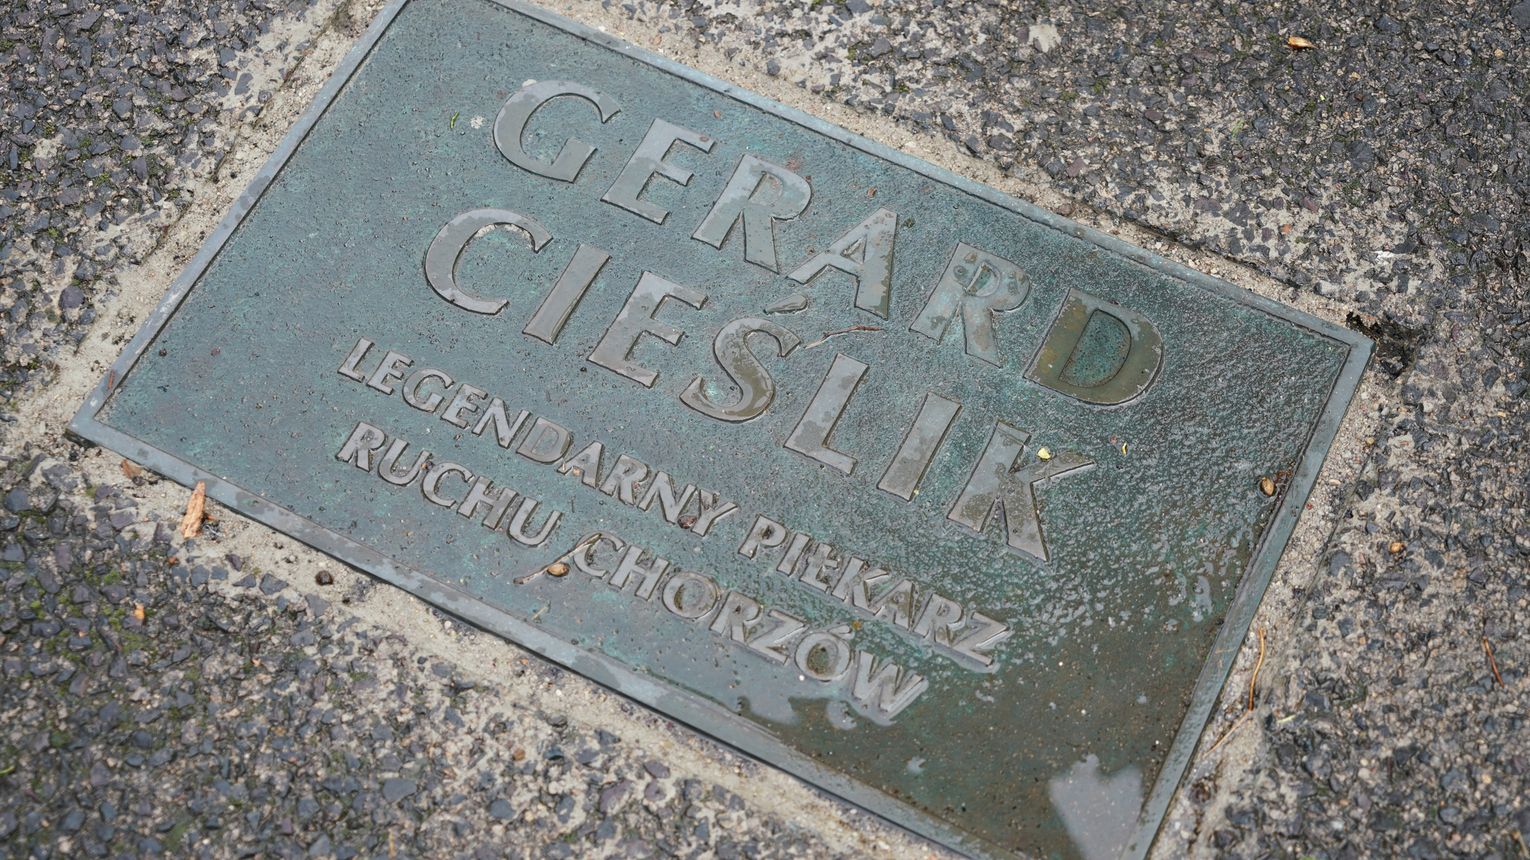 GERARD
CIEŚLIK
LEGENDARNY PIŁKARZ
RUCHU CHORZÓW